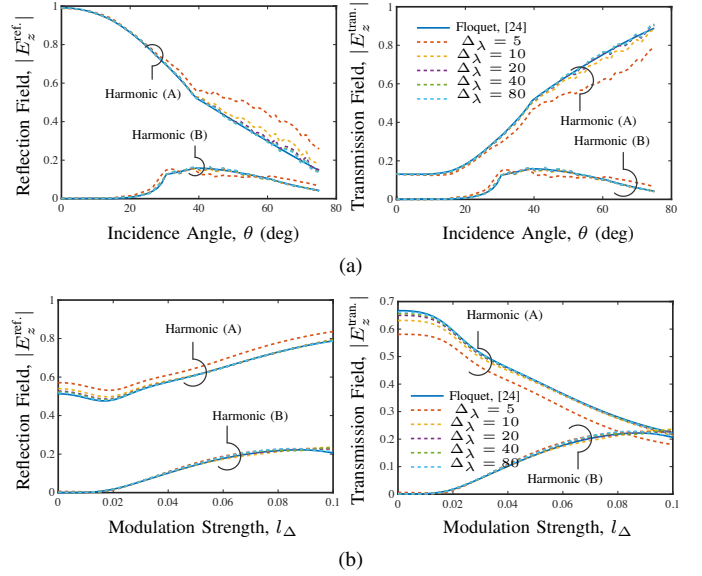 Reflection Field, |E_z^ref.|
1
0.8
0.6
0.4
0.2
0
0 20 40 60 80
Harmonic (A)
Harmonic (B)
Incidence Angle, θ (deg)
Transmission Field, |E_z^tran.|
1
0.8
0.6
0.4
0.2
0
0 20 40 60 80
Floquet, [24]
Δ_λ = 5
Δ_λ = 10
Δ_λ = 20
Δ_λ = 40
Δ_λ = 80
Harmonic (A)
Harmonic (B)
Incidence Angle, θ (deg)
(a)
Reflection Field, |E_z^ref.|
1
0.8
0.6
0.4
0.2
0
0 0.02 0.04 0.06 0.08 0.1
Harmonic (A)
Harmonic (B)
Modulation Strength, l_Δ
Transmission Field, |E_z^tran.|
0.7
0.6
0.5
0.4
0.3
0.2
0.1
0
0 0.02 0.04 0.06 0.08 0.1
Harmonic (A)
Floquet, [24]
Δ_λ = 5
Δ_λ = 10
Δ_λ = 20
Δ_λ = 40
Δ_λ = 80
Harmonic (B)
Modulation Strength, l_Δ
(b)